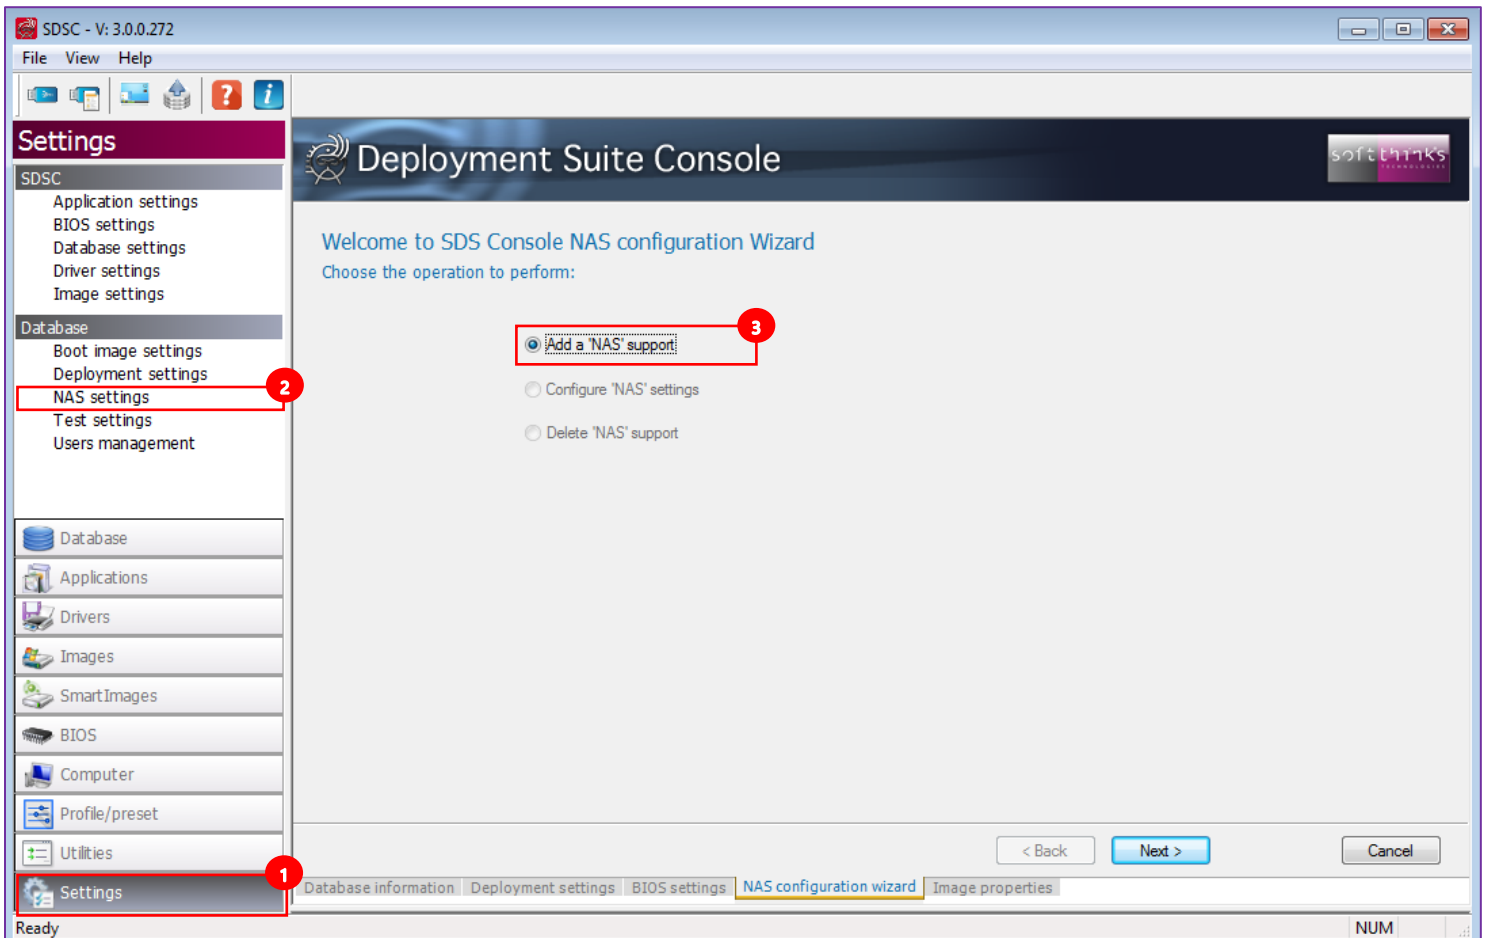 SDSC - V: 3.0.0.272
File View Help
Settings
SDSC
Application settings
BIOS settings
Database settings
Driver settings
Image settings
Database
Boot image settings
Deployment settings
NAS settings
2
Test settings
Users management
Database
Applications
Drivers
Images
SmartImages
BIOS
Computer
Profile/preset
Utilities
1
Settings
Deployment Suite Console
softthinks
TECHNOLOGIES
Welcome to SDS Console NAS configuration Wizard
Choose the operation to perform:
3
Add a 'NAS' support
Configure 'NAS' settings
Delete 'NAS' support
< Back Next > Cancel
Database information Deployment settings BIOS settings NAS configuration wizard Image properties
Ready NUM